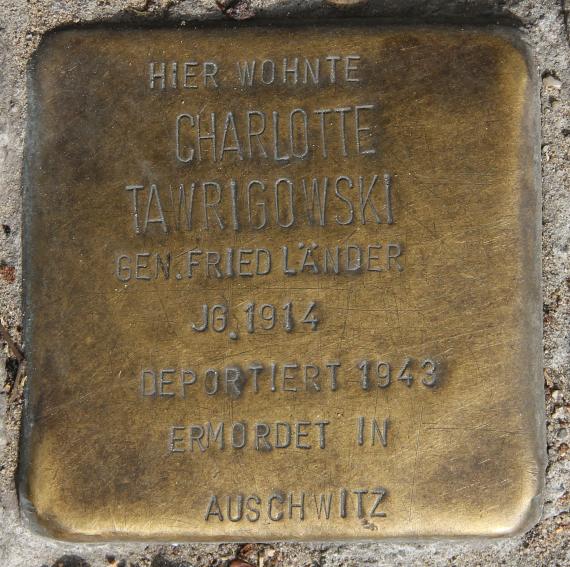 HIER WOHNTE
CHARLOTTE
TAWRIGOWSKI
GEN. FRIEDLÄNDER
JG. 1914
DEPORTIERT 1943
ERMORDET IN
AUSCHWITZ